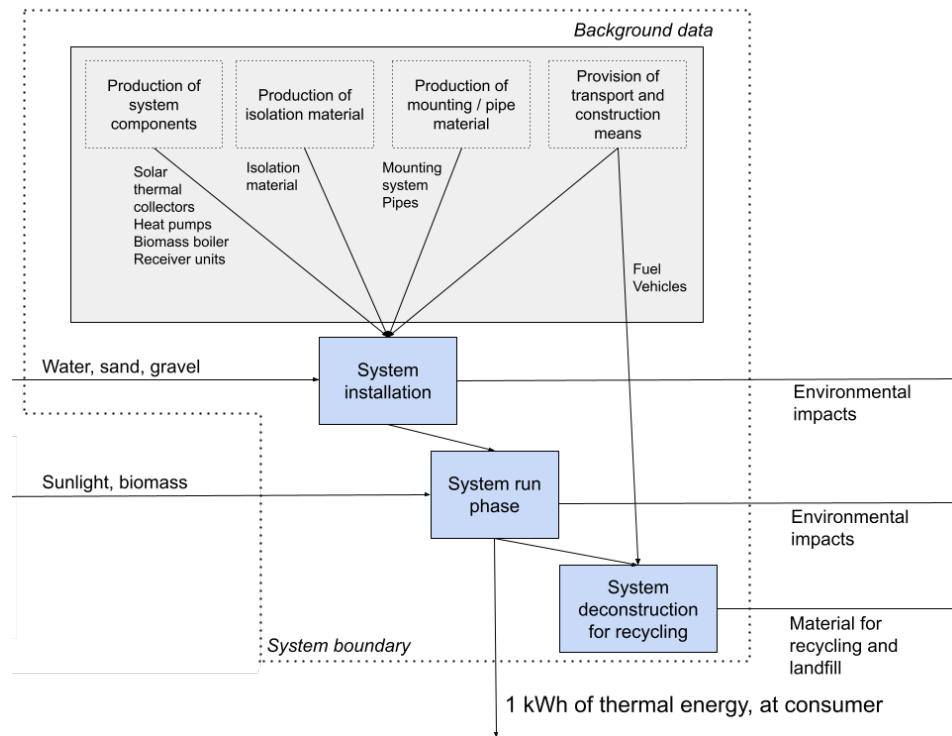 Background data
Production of
system
components
Production of
isolation material
Production of
mounting / pipe
material
Provision of
transport and
construction
means
Solar
thermal
collectors
Heat pumps
Biomass boiler
Receiver units
Isolation
material
Mounting
system
Pipes
Fuel
Vehicles
Water, sand, gravel
System
installation
Environmental
impacts
Sunlight, biomass
System run
phase
Environmental
impacts
System
deconstruction
for recycling
Material for
recycling and
landfill
System boundary
1 kWh of thermal energy, at consumer